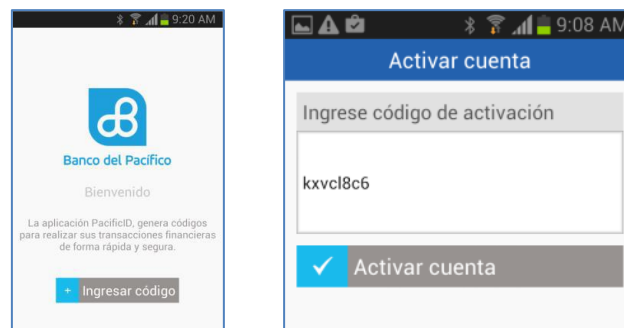 9:20 AM
Banco del Pacífico
Bienvenido
La aplicación PacificID, genera códigos
para realizar sus transacciones financieras
de forma rápida y segura.
+ Ingresar código
9:08 AM
Activar cuenta
Ingrese código de activación
kxvcl8c6
Activar cuenta